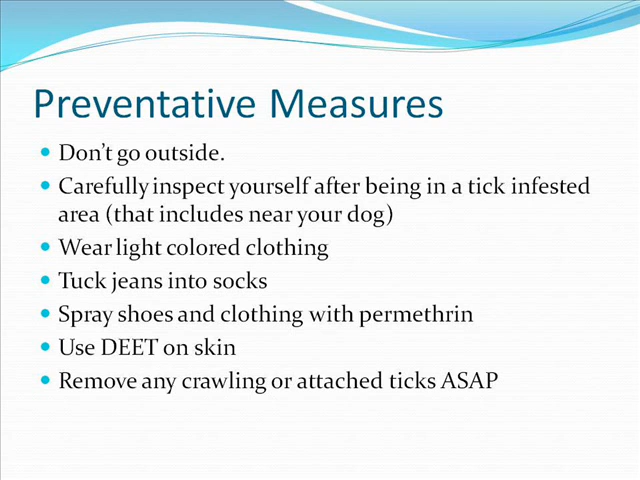 Preventative Measures
Don't go outside.
Carefully inspect yourself after being in a tick infested
area (that includes near your dog)
Wear light colored clothing
Tuck jeans into socks
Spray shoes and clothing with permethrin
Use DEET on skin
Remove any crawling or attached ticks ASAP